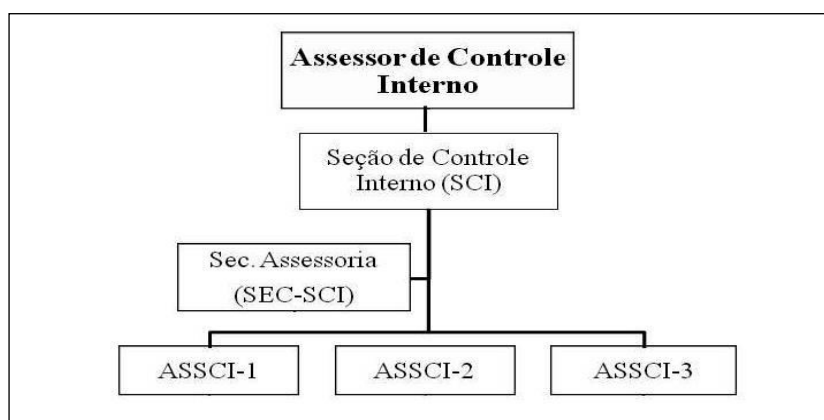 Assessor de Controle
Interno
Seção de Controle
Interno (SCI)
Sec. Assessoria
(SEC-SCI)
ASSCI-1
ASSCI-2
ASSCI-3